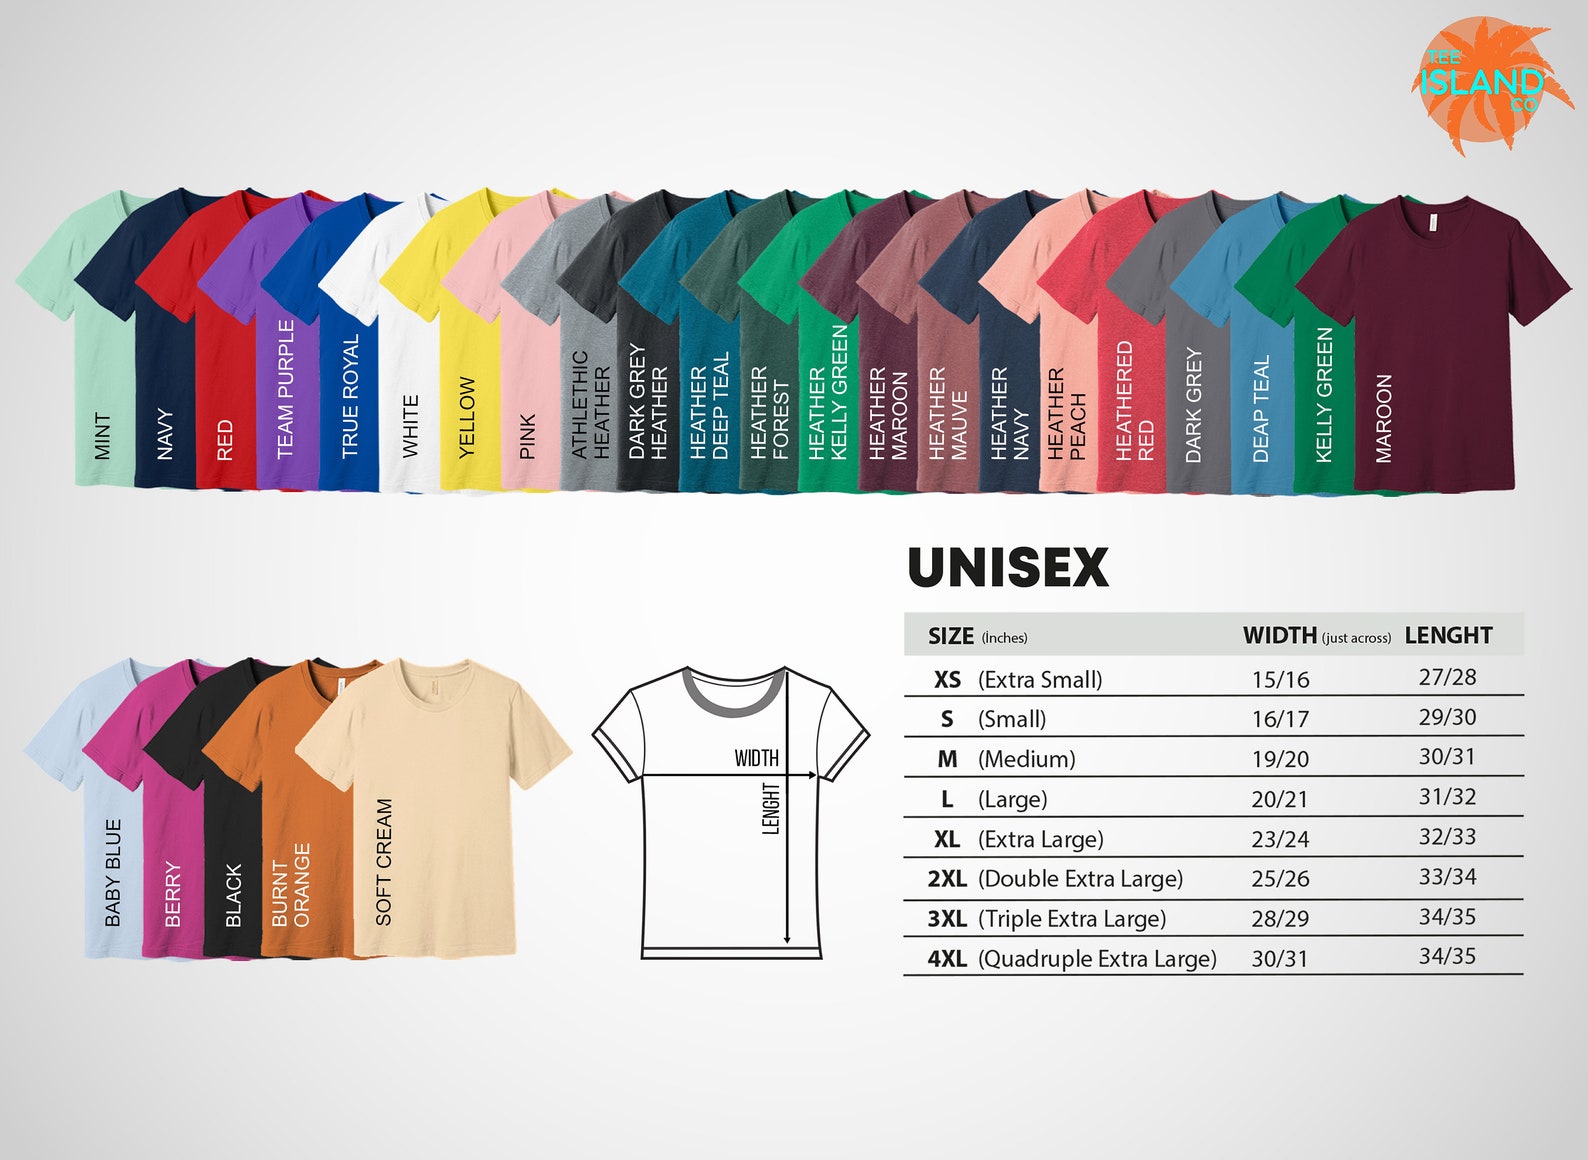 TEE
ISLAND
CO
MINT
NAVY
RED
TEAM PURPLE
TRUE ROYAL
WHITE
YELLOW
PINK
ATHLETHIC
HEATHER
DARK GREY
HEATHER
HEATHER
DEEP TEAL
HEATHER
FOREST
HEATHER
KELLY GREEN
HEATHER
MAROON
HEATHER
MAUVE
HEATHER
NAVY
HEATHER
PEACH
HEATHERED
RED
DARK GREY
DEAP TEAL
KELLY GREEN
MAROON
BABY BLUE
BERRY
BLACK
BURNT
ORANGE
SOFT CREAM
WIDTH
LENGHT
UNISEX
SIZE (inches) WIDTH (just across) LENGHT
XS (Extra Small) 15/16 27/28
S (Small) 16/17 29/30
M (Medium) 19/20 30/31
L (Large) 20/21 31/32
XL (Extra Large) 23/24 32/33
2XL (Double Extra Large) 25/26 33/34
3XL (Triple Extra Large) 28/29 34/35
4XL (Quadruple Extra Large) 30/31 34/35